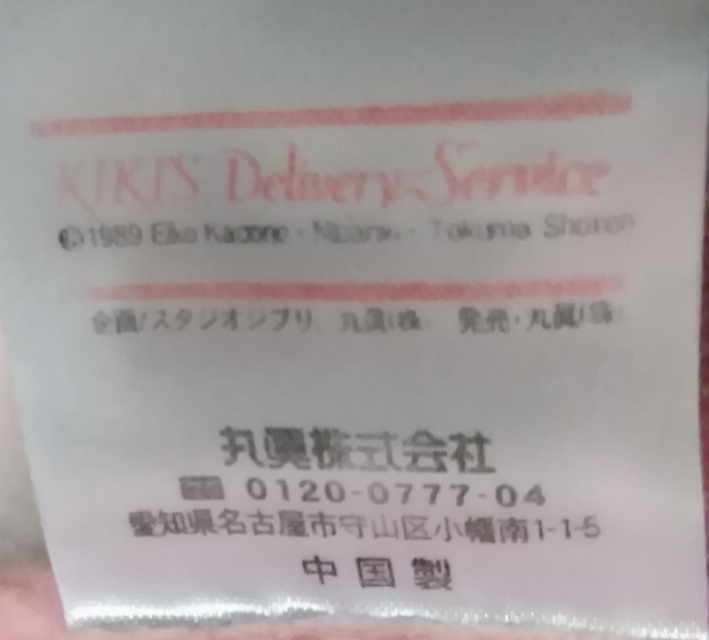 KIKI'S Delivery Service
©1989 Eiko Kadono · Nibariki · Tokuma Shoten
企画/スタジオジブリ 丸眞(株) 発売・丸眞(株)
丸眞株式会社
0120-0777-04
愛知県名古屋市守山区小幡南1-1-5
中国製